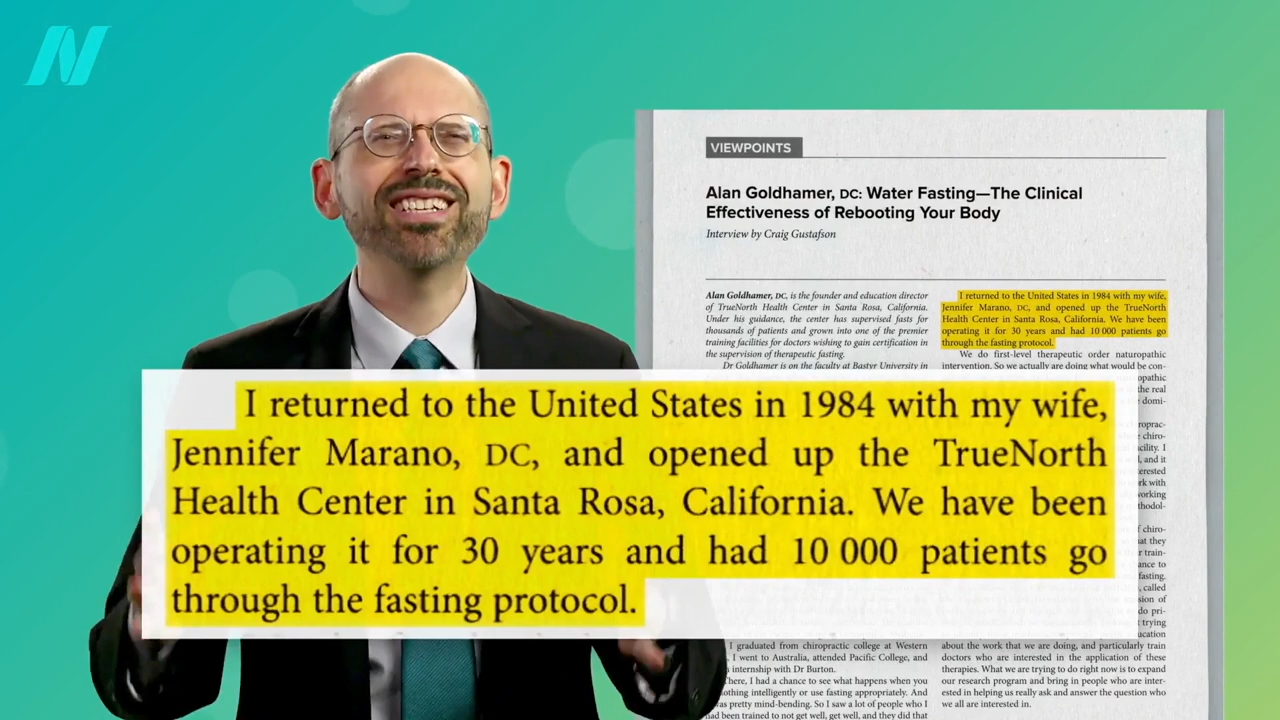 N
VIEWPOINTS
Alan Goldhamer, DC: Water Fasting—The Clinical
Effectiveness of Rebooting Your Body
Interview by Craig Gustafson
Alan Goldhamer, DC, is the founder and education director
of TrueNorth Health Center in Santa Rosa, California.
Under his guidance, the center has supervised fasts for
thousands of patients and grown into one of the premier
training facilities for doctors wishing to gain certification in
the supervision of therapeutic fasting.
Dr Goldhamer is on the faculty at Bastyr University in
I returned to the United States in 1984 with my wife,
Jennifer Marano, DC, and opened up the TrueNorth
Health Center in Santa Rosa, California. We have been
operating it for 30 years and had 10 000 patients go
through the fasting protocol.
We do first-level therapeutic order naturopathic
intervention. So we actually are doing what would be con-
I returned to the United States in 1984 with my wife,
Jennifer Marano, DC, and opened up the TrueNorth
Health Center in Santa Rosa, California. We have been
operating it for 30 years and had 10 000 patients go
through the fasting protocol.
I graduated from chiropractic college at Western
I went to Australia, attended Pacific College, and
internship with Dr Burton.
I had a chance to see what happens when you
nothing intelligently or use fasting appropriately. And
was pretty mind-bending. So I saw a lot of people who I
had been trained to not get well, get well, and they did that
about the work that we are doing, and particularly train
doctors who are interested in the application of these
therapies. What we are trying to do right now is to expand
our research program and bring in people who are inter-
ested in helping us really ask and answer the question who
we all are interested in.